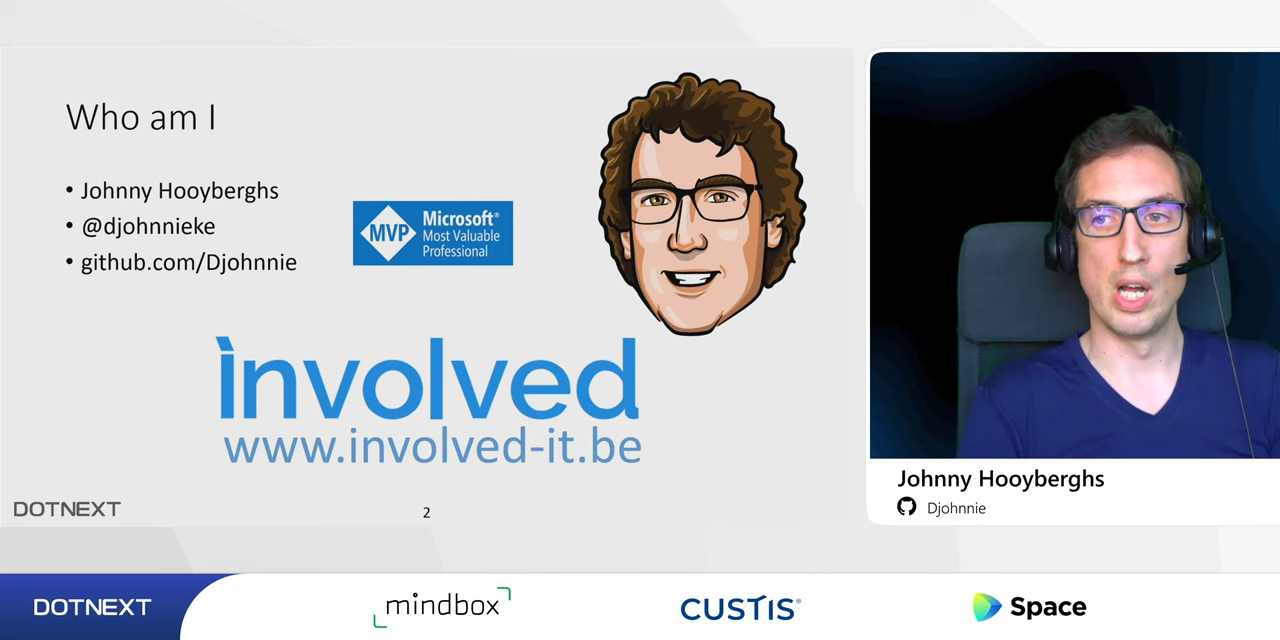 Who am I
• Johnny Hooyberghs
• @djohnnieke
• github.com/Djohnnie
MVP
Microsoft®
Most Valuable
Professional
involved
www.involved-it.be
DOTNEXT
2
Johnny Hooyberghs
Djohnnie
DOTNEXT
mindbox
CUSTIS®
Space